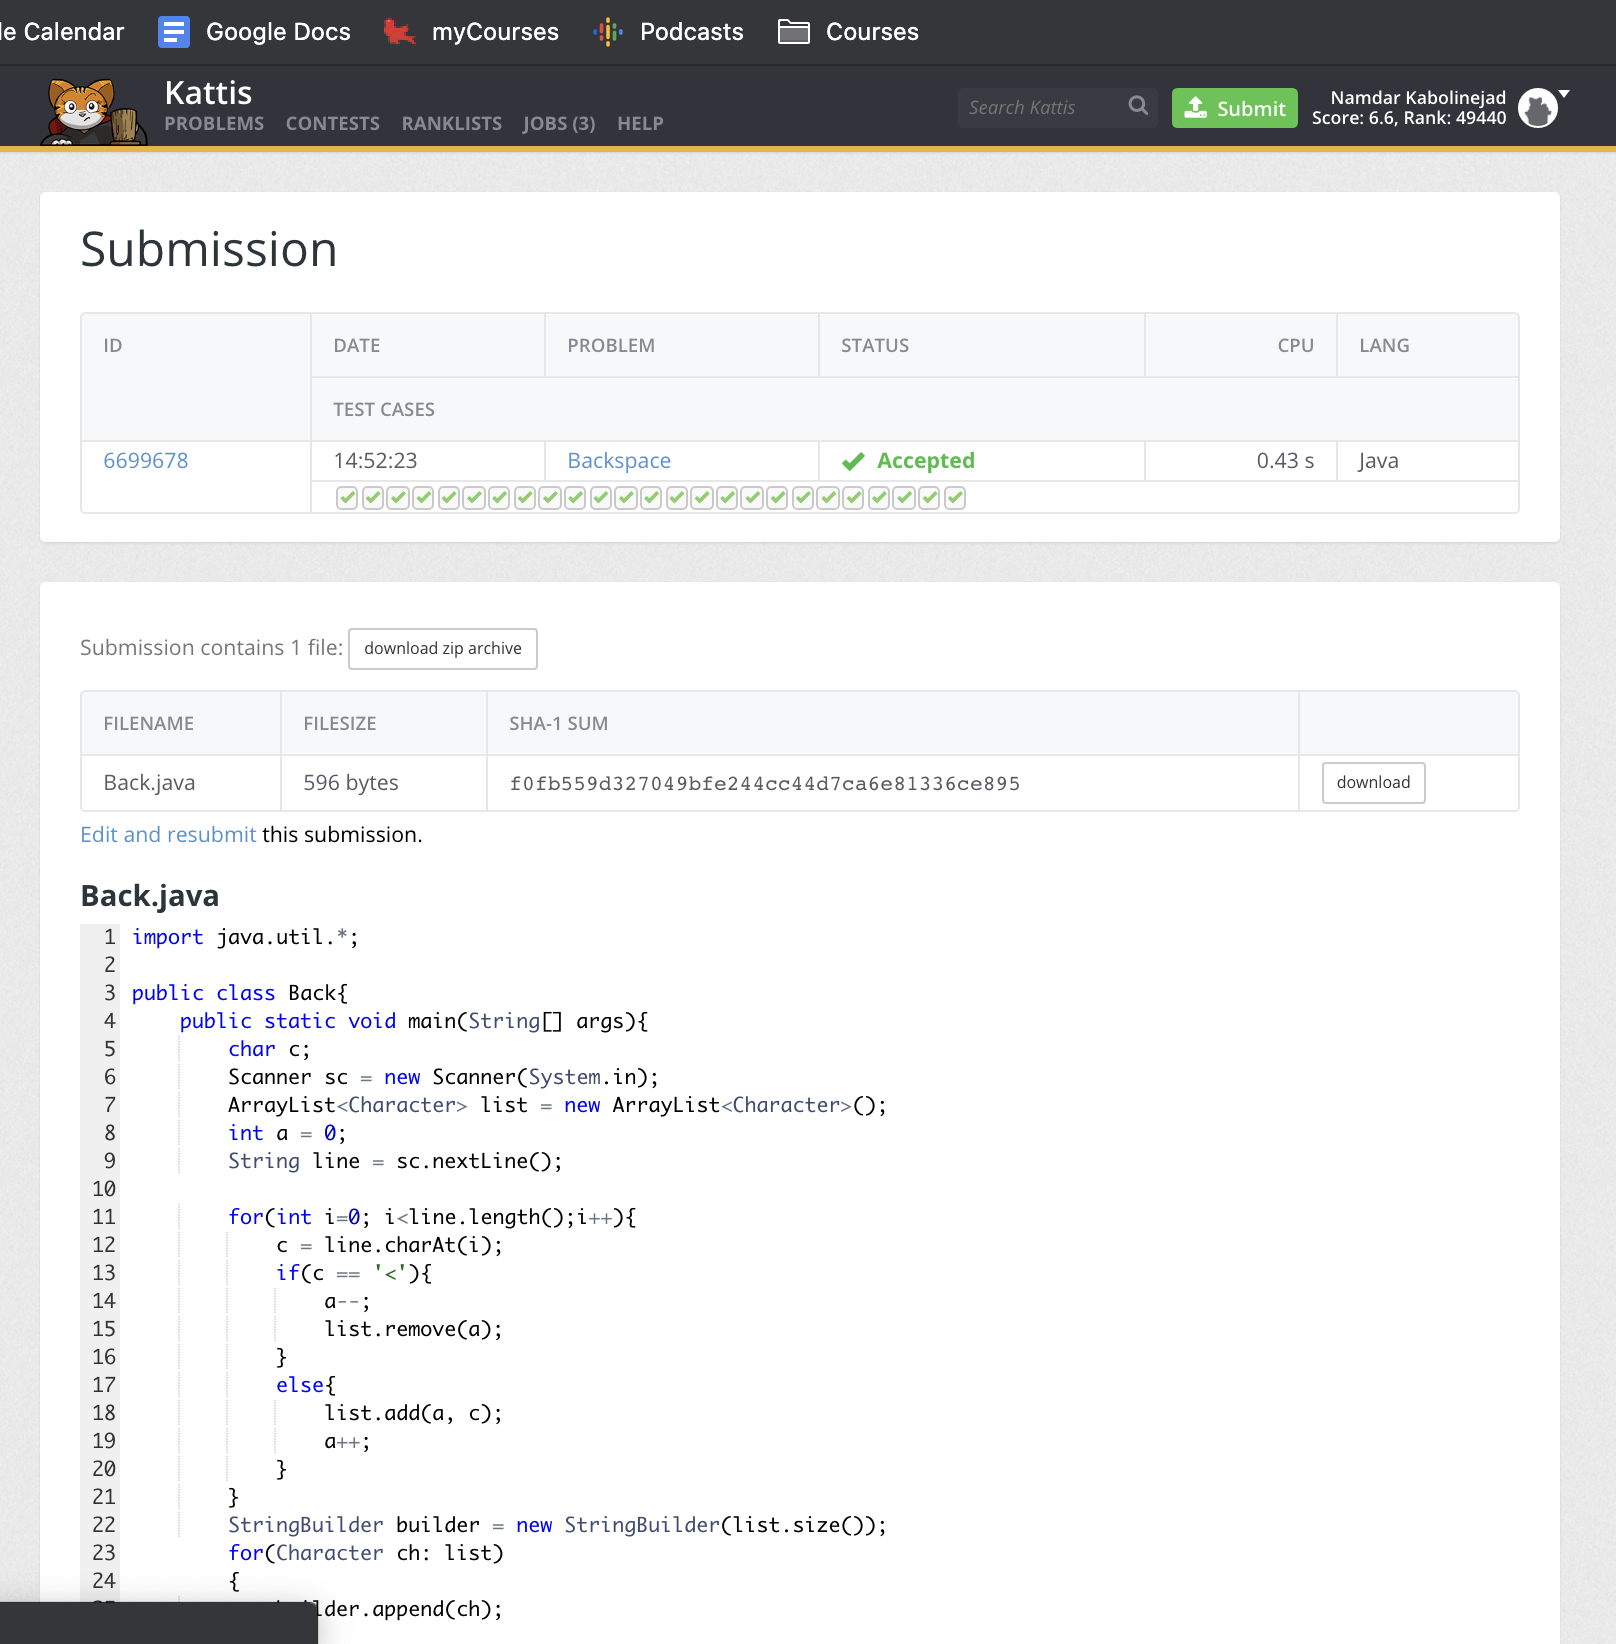 le Calendar Google Docs myCourses Podcasts Courses
Kattis
PROBLEMS CONTESTS RANKLISTS JOBS (3) HELP
Search Kattis
Submit
Namdar Kabolinejad
Score: 6.6, Rank: 49440
Submission
ID DATE PROBLEM STATUS CPU LANG
TEST CASES
6699678 14:52:23 Backspace Accepted 0.43 s Java
Submission contains 1 file: download zip archive
FILENAME FILESIZE SHA-1 SUM
Back.java 596 bytes f0fb559d327049bfe244cc44d7ca6e81336ce895 download
Edit and resubmit this submission.
Back.java
1 import java.util.*;
2
3 public class Back{
4     public static void main(String[] args){
5         char c;
6         Scanner sc = new Scanner(System.in);
7         ArrayList<Character> list = new ArrayList<Character>();
8         int a = 0;
9         String line = sc.nextLine();
10
11         for(int i=0; i<line.length();i++){
12             c = line.charAt(i);
13             if(c == '<'){
14                 a--;
15                 list.remove(a);
16             }
17             else{
18                 list.add(a, c);
19                 a++;
20             }
21         }
22         StringBuilder builder = new StringBuilder(list.size());
23         for(Character ch: list)
24         {
lder.append(ch);